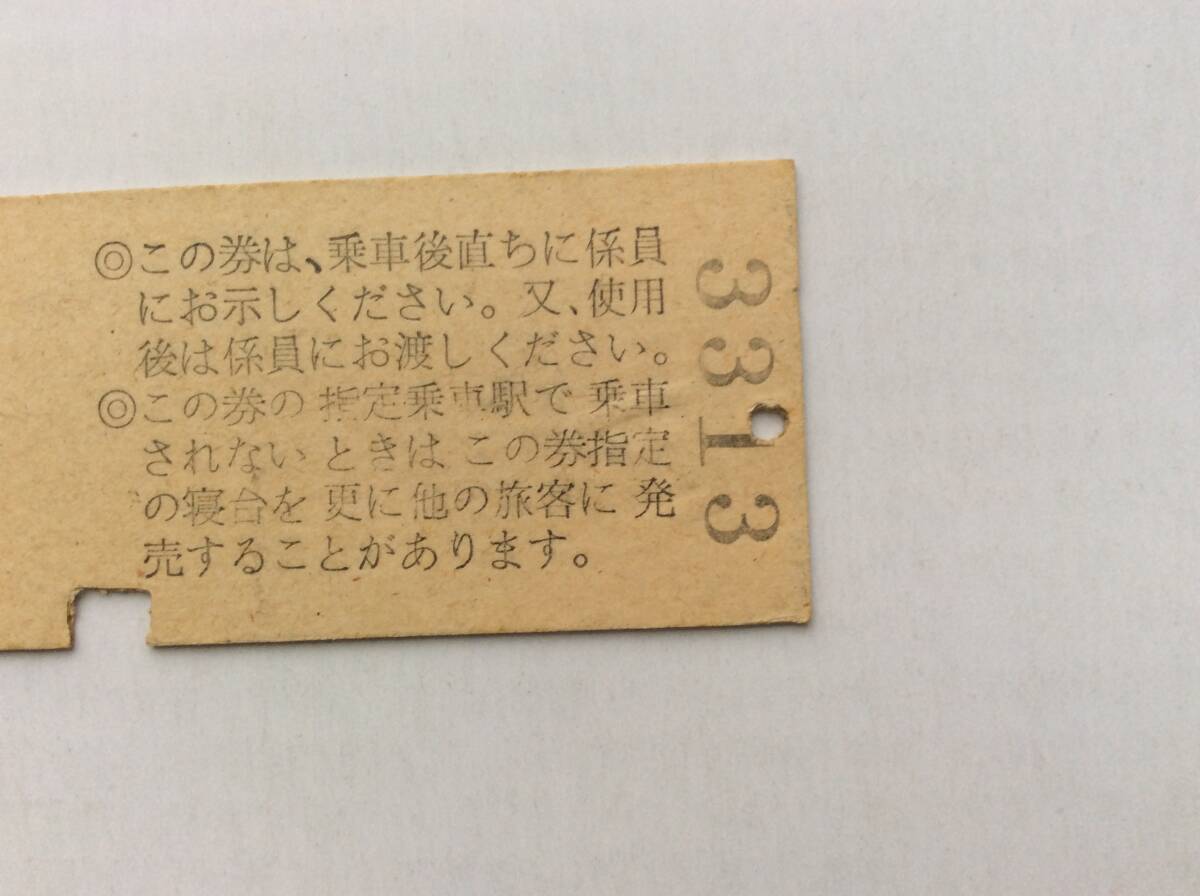 ◎この券は、乗車後直ちに係員
にお示しください。又、使用
後は係員にお渡しください。
◎この券の指定乗車駅で乗車
されないときはこの券指定
の寝台を更に他の旅客に発
売することがあります。
3313